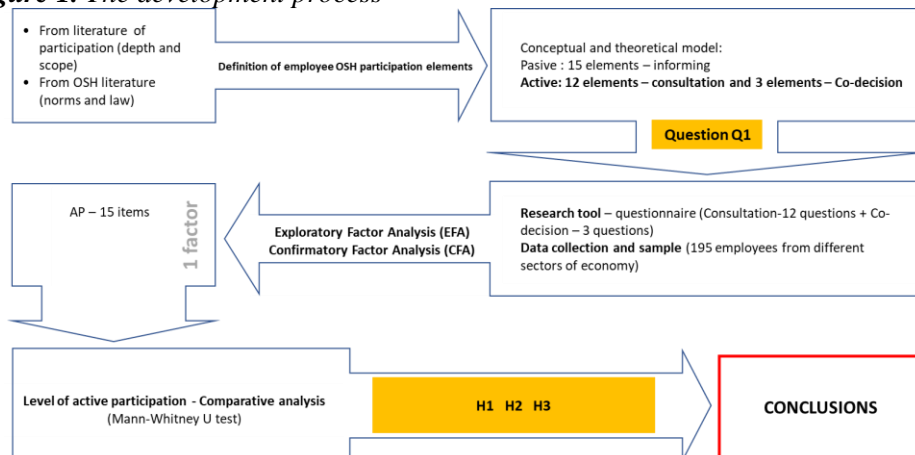 gure 1. The development process
• From literature of
participation (depth and
scope)
• From OSH literature
(norms and law)
Definition of employee OSH participation elements
Conceptual and theoretical model:
Pasive : 15 elements – informing
Active: 12 elements – consultation and 3 elements – Co-decision
Question Q1
AP – 15 items
1 factor
Exploratory Factor Analysis (EFA)
Confirmatory Factor Analysis (CFA)
Research tool – questionnaire (Consultation-12 questions + Co-
decision – 3 questions)
Data collection and sample (195 employees from different
sectors of economy)
Level of active participation - Comparative analysis
(Mann-Whitney U test)
H1 H2 H3
CONCLUSIONS